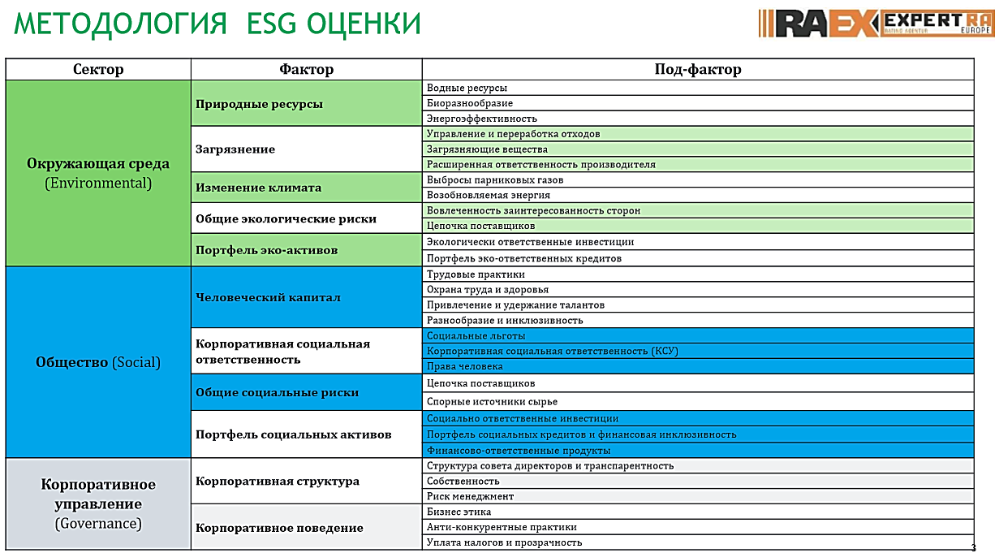 МЕТОДОЛОГИЯ ESG ОЦЕНКИ
RAEX EXPERT RA
RATING AGENTUR EUROPE
Сектор Фактор Под-фактор
Окружающая среда
(Environmental)
Природные ресурсы
Водные ресурсы
Биоразнообразие
Энергоэффективность
Загрязнение
Управление и переработка отходов
Загрязняющие вещества
Расширенная ответственность производителя
Изменение климата
Выбросы парниковых газов
Возобновляемая энергия
Общие экологические риски
Вовлеченность заинтересованность сторон
Цепочка поставщиков
Портфель эко-активов
Экологически ответственные инвестиции
Портфель эко-ответственных кредитов
Общество (Social)
Человеческий капитал
Трудовые практики
Охрана труда и здоровья
Привлечение и удержание талантов
Разнообразие и инклюзивность
Корпоративная социальная
ответственность
Социальные льготы
Корпоративная социальная ответственность (КСУ)
Права человека
Общие социальные риски
Цепочка поставщиков
Спорные источники сырье
Портфель социальных активов
Социально ответственные инвестиции
Портфель социальных кредитов и финансовая инклюзивность
Финансово-ответственные продукты
Корпоративное
управление
(Governance)
Корпоративная структура
Структура совета директоров и транспарентность
Собственность
Риск менеджмент
Корпоративное поведение
Бизнес этика
Анти-конкурентные практики
Уплата налогов и прозрачность
3